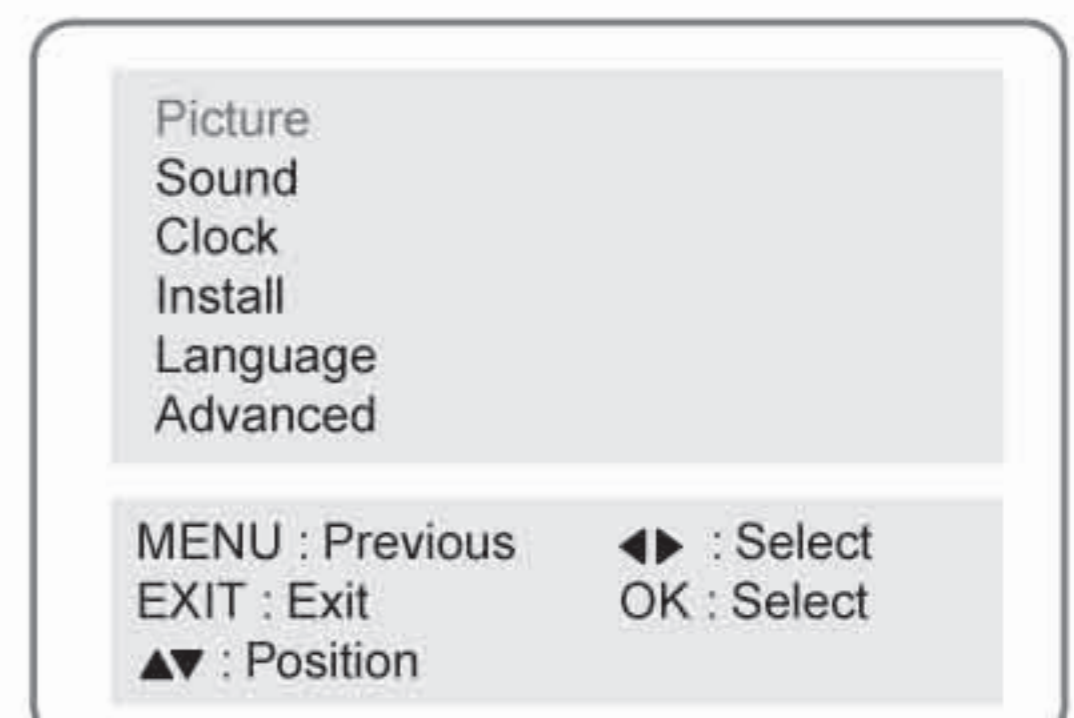 Picture
Sound
Clock
Install
Language
Advanced
MENU : Previous ◀▶ : Select
EXIT : Exit OK : Select
▲▼ : Position